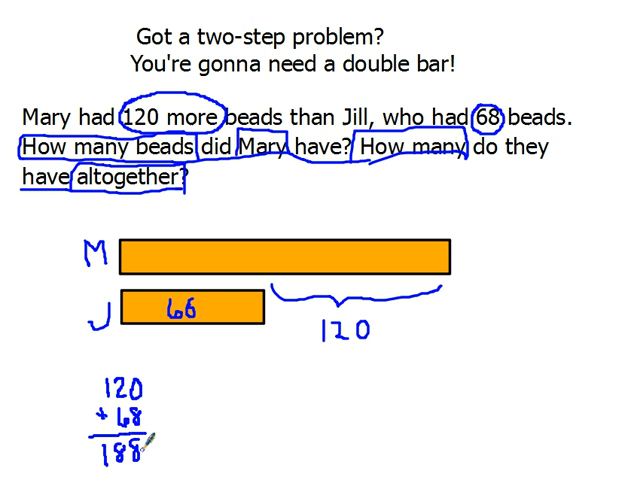 Got a two-step problem?
You're gonna need a double bar!
Mary had 120 more beads than Jill, who had 68 beads.
How many beads did Mary have? How many do they
have altogether?
M
J 66
120
120
+ 68
188